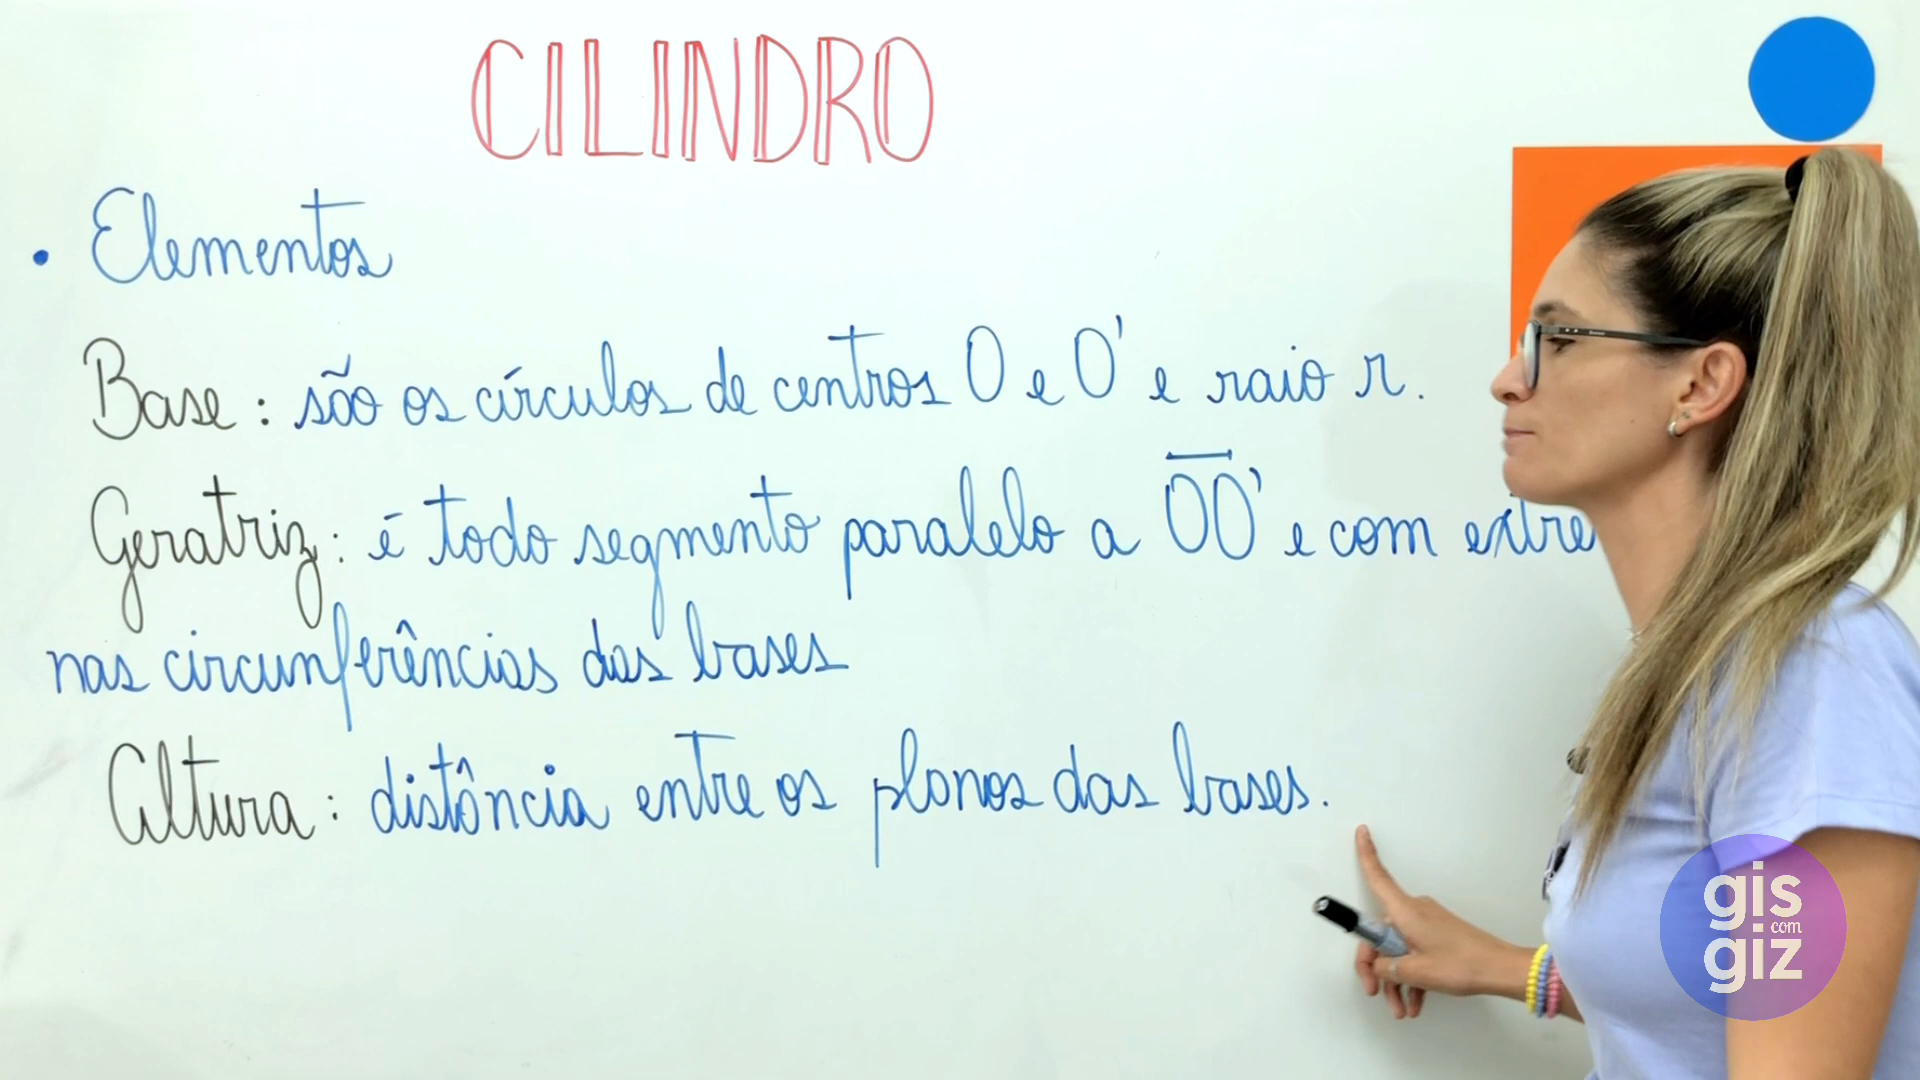 CILINDRO
• Elementos
Base: são os círculos de centros O e O' e raio r.
Geratriz: é todo segmento paralelo a OO' e com
nas circunferências das bases
Altura: distância entre os planos das bases.
gis
com
giz